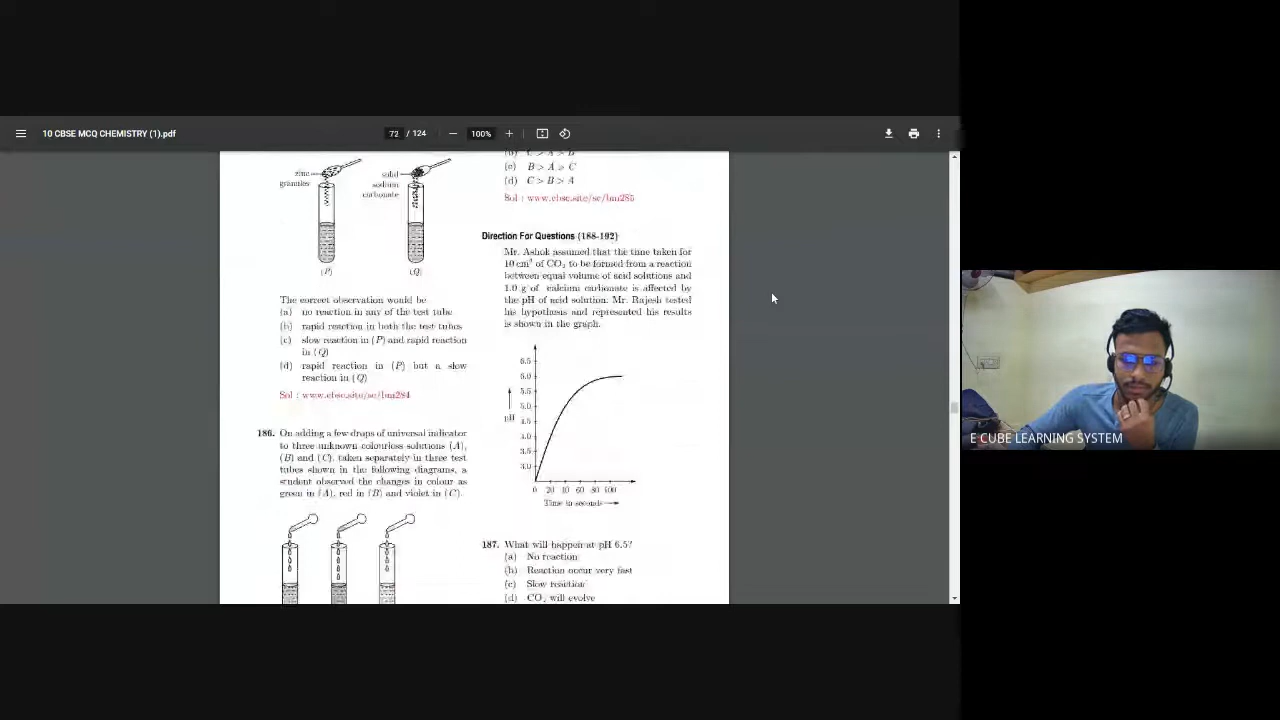 10 CBSE MCQ CHEMISTRY (1).pdf
72 / 124
100%
zinc
granules
solid
sodium
carbonate
(P)
(Q)
The correct observation would be
(a) no reaction in any of the test tube
(b) rapid reaction in both the test tubes
(c) slow reaction in (P) and rapid reaction
in (Q)
(d) rapid reaction in (P) but a slow
reaction in (Q)
Sol : www.cbse.site/sc/hm284
186. On adding a few drops of universal indicator
to three unknown colourless solutions (A),
(B) and (C), taken separately in three test
tubes shown in the following diagrams, a
student observed the changes in colour as
green in (A), red in (B) and violet in (C).
(b) C > A > B
(c) B > A > C
(d) C > B > A
Sol : www.cbse.site/sc/hm285
Direction For Questions (188-192)
Mr. Ashok assumed that the time taken for
10 cm³ of CO₂ to be formed from a reaction
between equal volume of acid solutions and
1.0 g of calcium carbonate is affected by
the pH of acid solution. Mr. Rajesh tested
his hypothesis and represented his results
is shown in the graph.
6.5
6.0
5.5
5.0
4.5
4.0
3.5
3.0
pH
0 20 40 60 80 100
Time in seconds
187. What will happen at pH 6.5?
(a) No reaction
(b) Reaction occur very fast
(c) Slow reaction
(d) CO₂ will evolve
E CUBE LEARNING SYSTEM